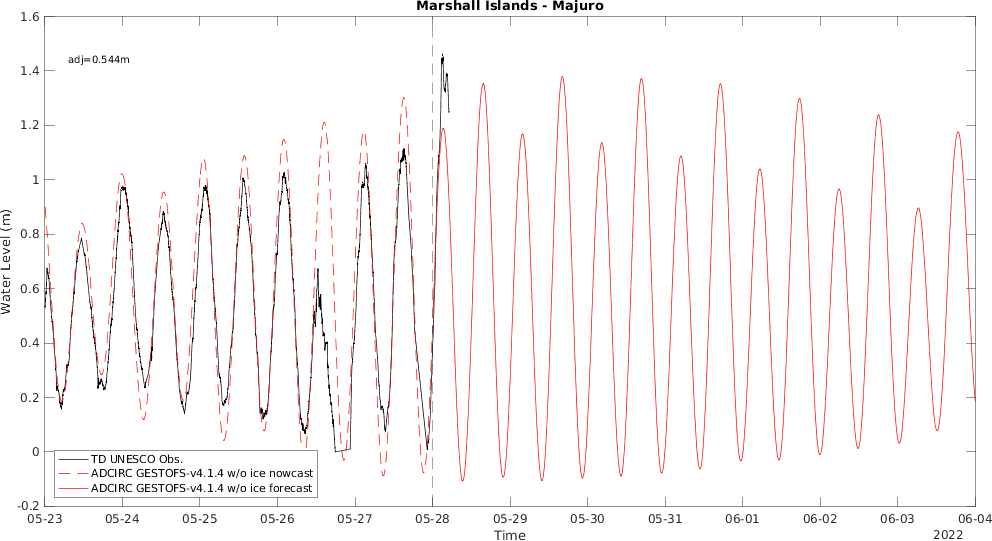 Marshall Islands - Majuro
adj=0.544m
1.6
1.4
1.2
1
0.8
0.6
0.4
0.2
0
-0.2
Water Level (m)
TD UNESCO Obs.
ADCIRC GESTOFS-v4.1.4 w/o ice nowcast
ADCIRC GESTOFS-v4.1.4 w/o ice forecast
05-23 05-24 05-25 05-26 05-27 05-28 05-29 05-30 05-31 06-01 06-02 06-03 06-04
Time
2022